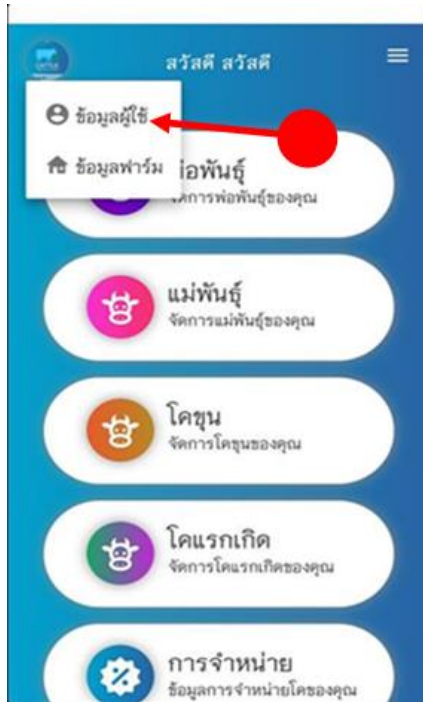 สวัสดี สวัสดี
ข้อมูลผู้ใช้
ข้อมูลฟาร์ม
พ่อพันธุ์
จัดการพ่อพันธุ์ของคุณ
แม่พันธุ์
จัดการแม่พันธุ์ของคุณ
โคขุน
จัดการโคขุนของคุณ
โคแรกเกิด
จัดการโคแรกเกิดของคุณ
การจำหน่าย
ข้อมูลการจำหน่ายโคของคุณ